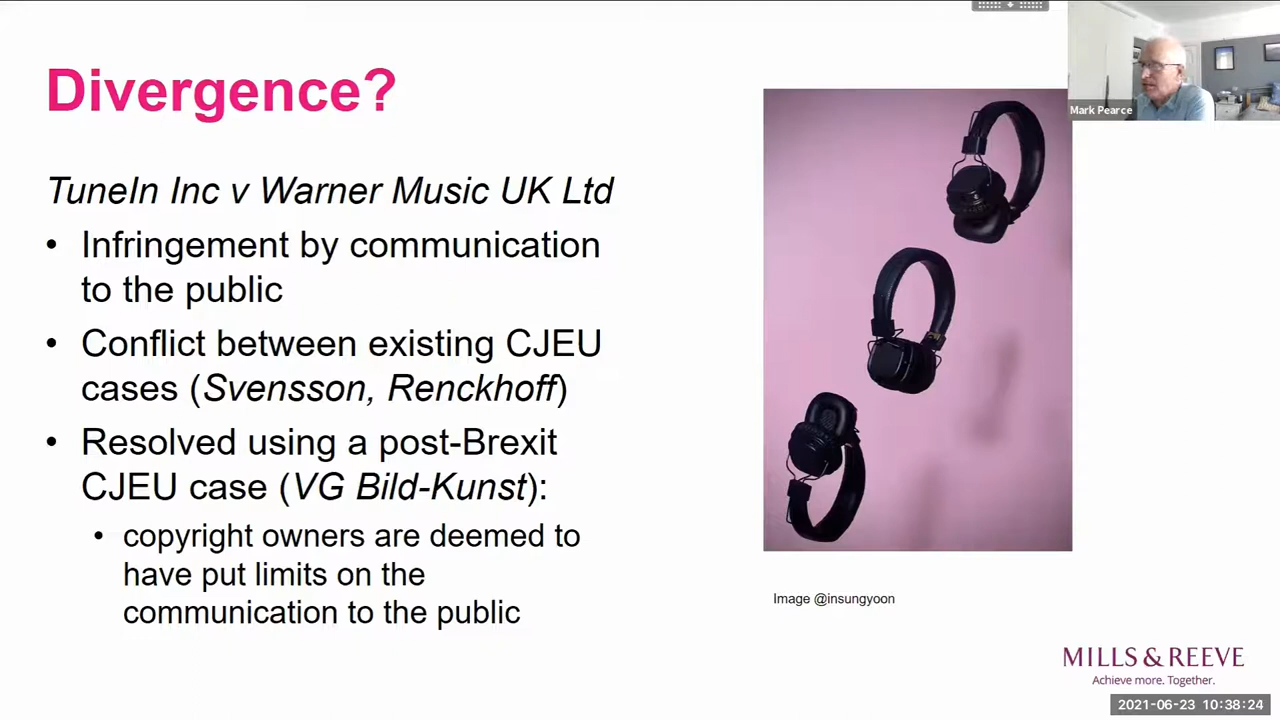 Divergence?
TuneIn Inc v Warner Music UK Ltd
• Infringement by communication
to the public
• Conflict between existing CJEU
cases (Svensson, Renckhoff)
• Resolved using a post-Brexit
CJEU case (VG Bild-Kunst):
• copyright owners are deemed to
have put limits on the
communication to the public
Mark Pearce
Image @insungyoon
MILLS & REEVE
Achieve more. Together.
2021-06-23 10:38:24